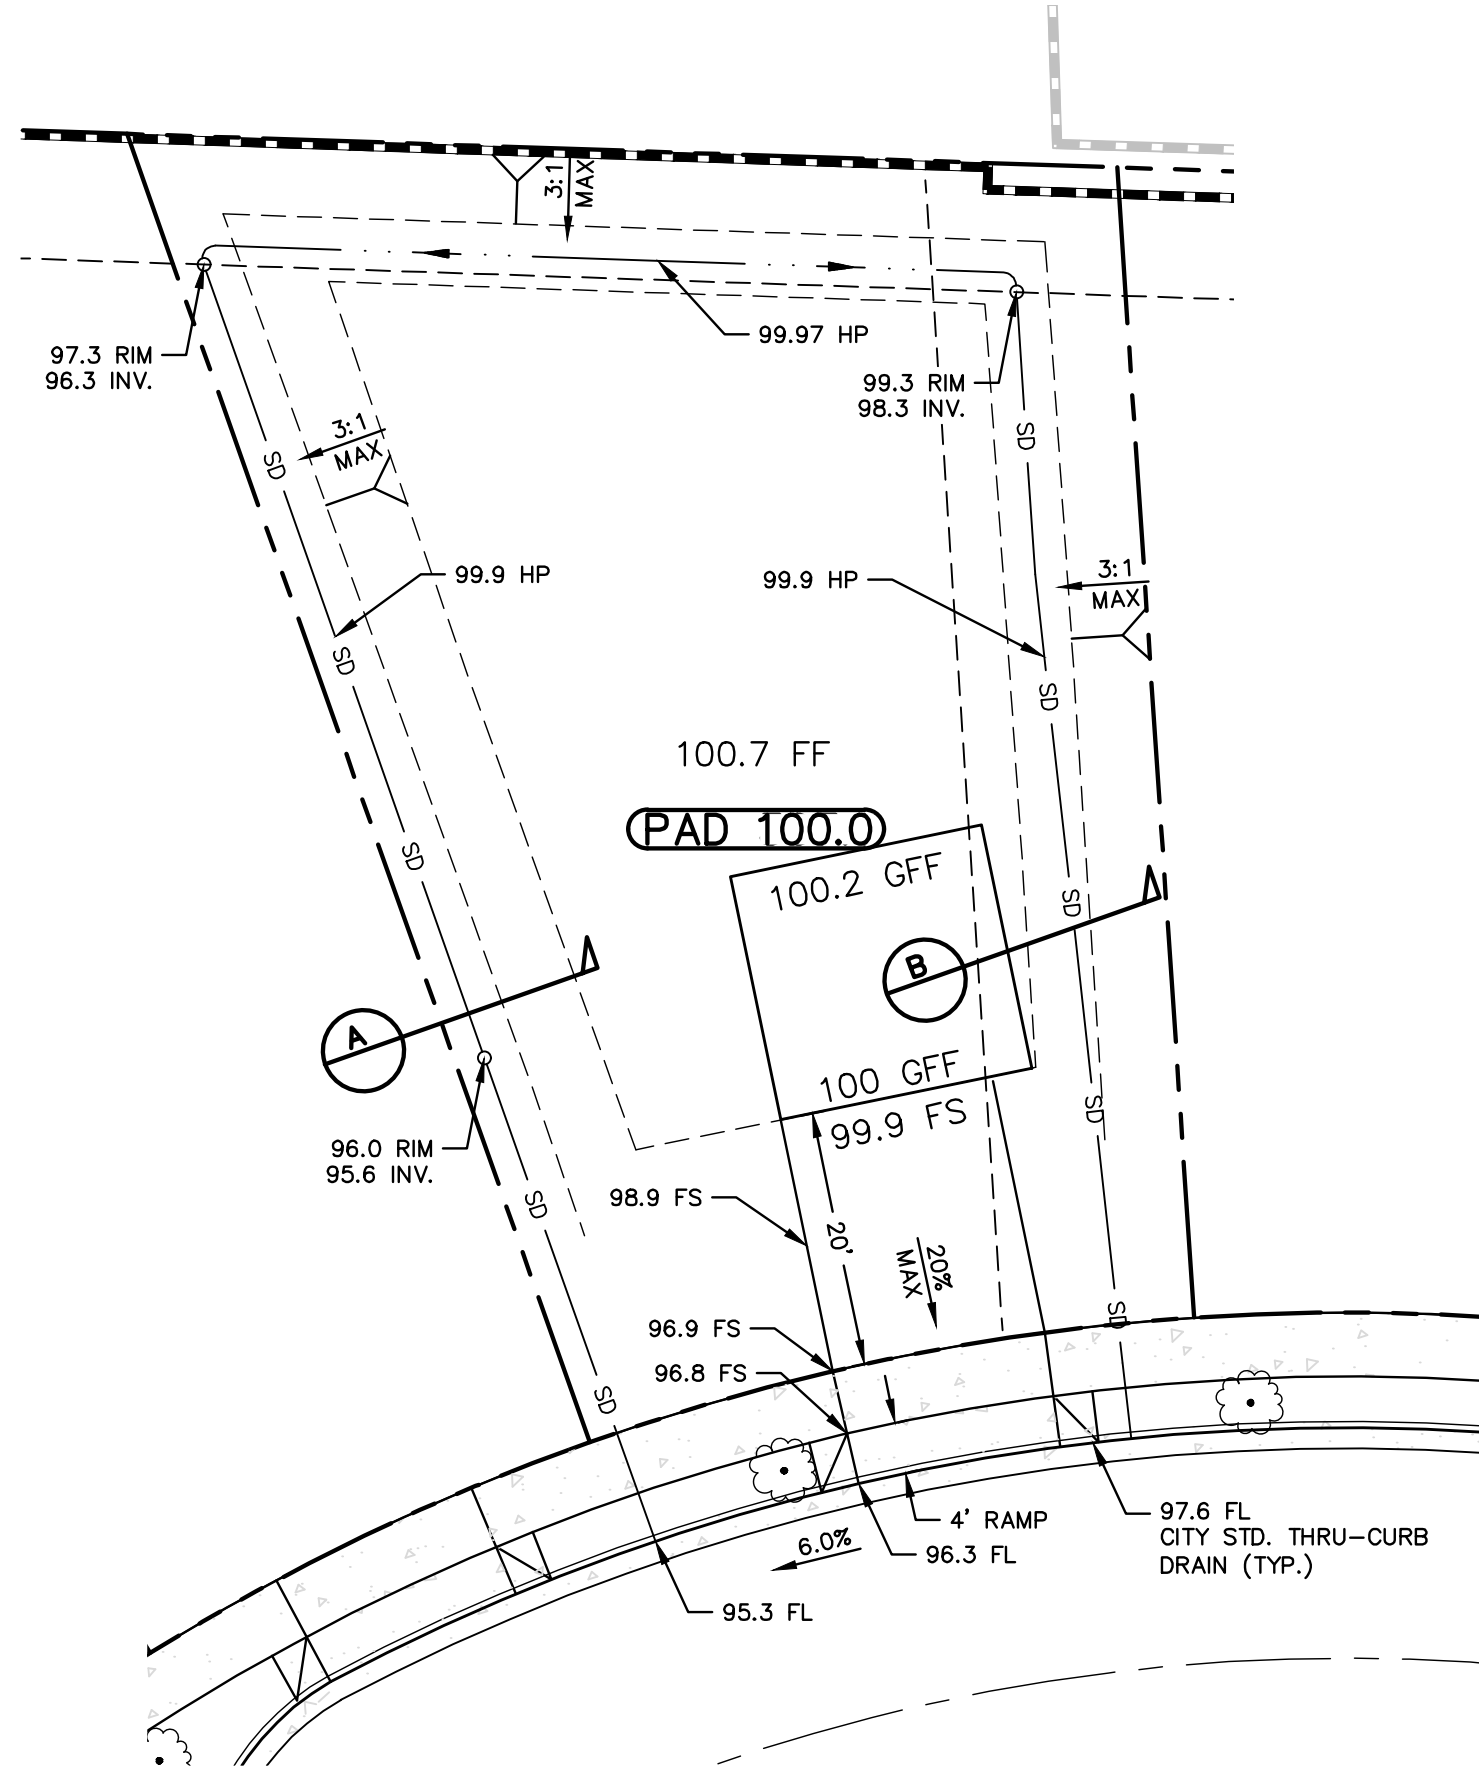 3:1
MAX
99.97 HP
97.3 RIM
96.3 INV.
99.3 RIM
98.3 INV.
3:1
MAX
SD
SD
99.9 HP
99.9 HP
3:1
MAX
SD
SD
100.7 FF
PAD 100.0
100.2 GFF
SD
SD
B
A
100 GFF
99.9 FS
SD
96.0 RIM
95.6 INV.
98.9 FS
SD
20'
20%
MAX
96.9 FS
SD
96.8 FS
SD
4' RAMP
97.6 FL
CITY STD. THRU-CURB
DRAIN (TYP.)
6.0%
96.3 FL
95.3 FL